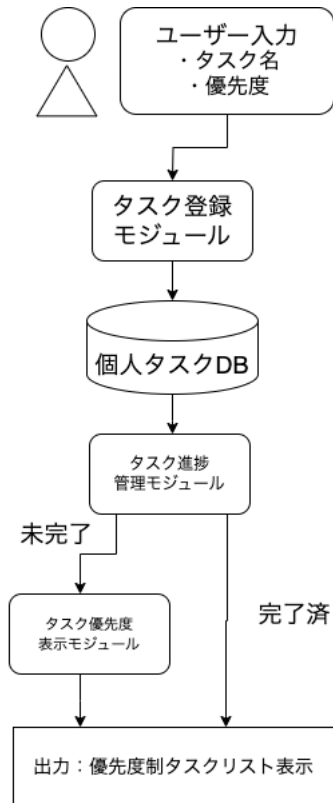 ユーザー入力
・タスク名
・優先度
タスク登録
モジュール
個人タスクDB
タスク進捗
管理モジュール
未完了
完了済
タスク優先度
表示モジュール
出力：優先度制タスクリスト表示